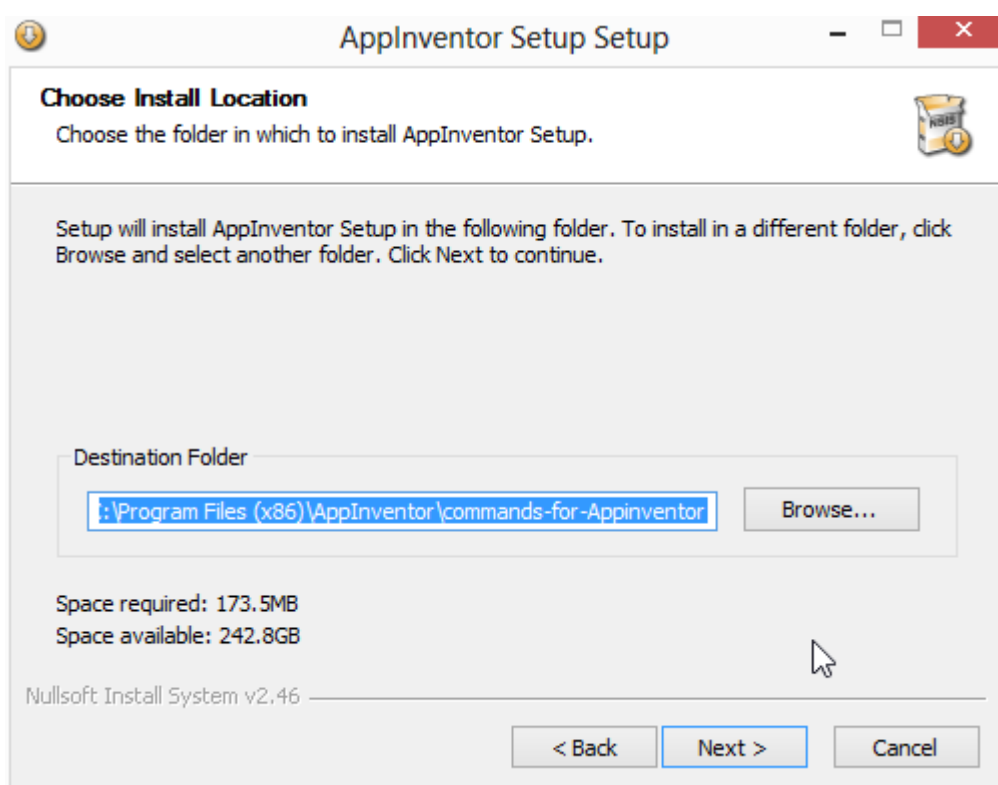 AppInventor Setup Setup
Choose Install Location
Choose the folder in which to install AppInventor Setup.
NSIS
Setup will install AppInventor Setup in the following folder. To install in a different folder, click
Browse and select another folder. Click Next to continue.
Destination Folder
:\Program Files (x86)\AppInventor\commands-for-Appinventor
Browse...
Space required: 173.5MB
Space available: 242.8GB
Nullsoft Install System v2.46
< Back
Next >
Cancel